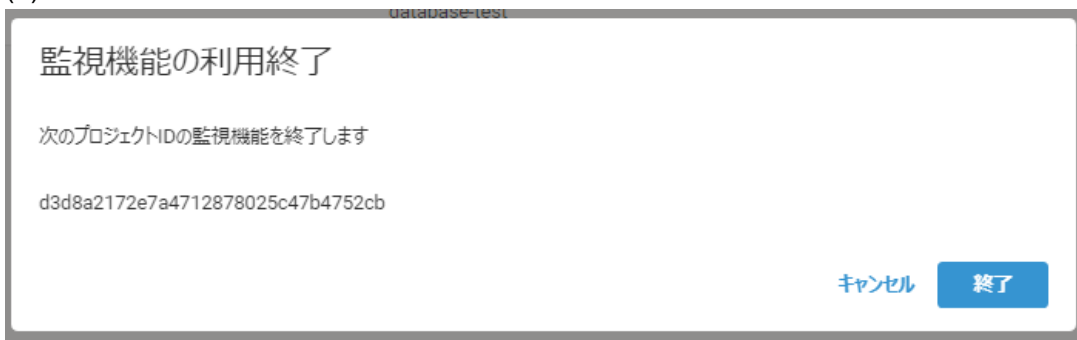 database-test
監視機能の利用終了
次のプロジェクトIDの監視機能を終了します
d3d8a2172e7a4712878025c47b4752cb
キャンセル 終了